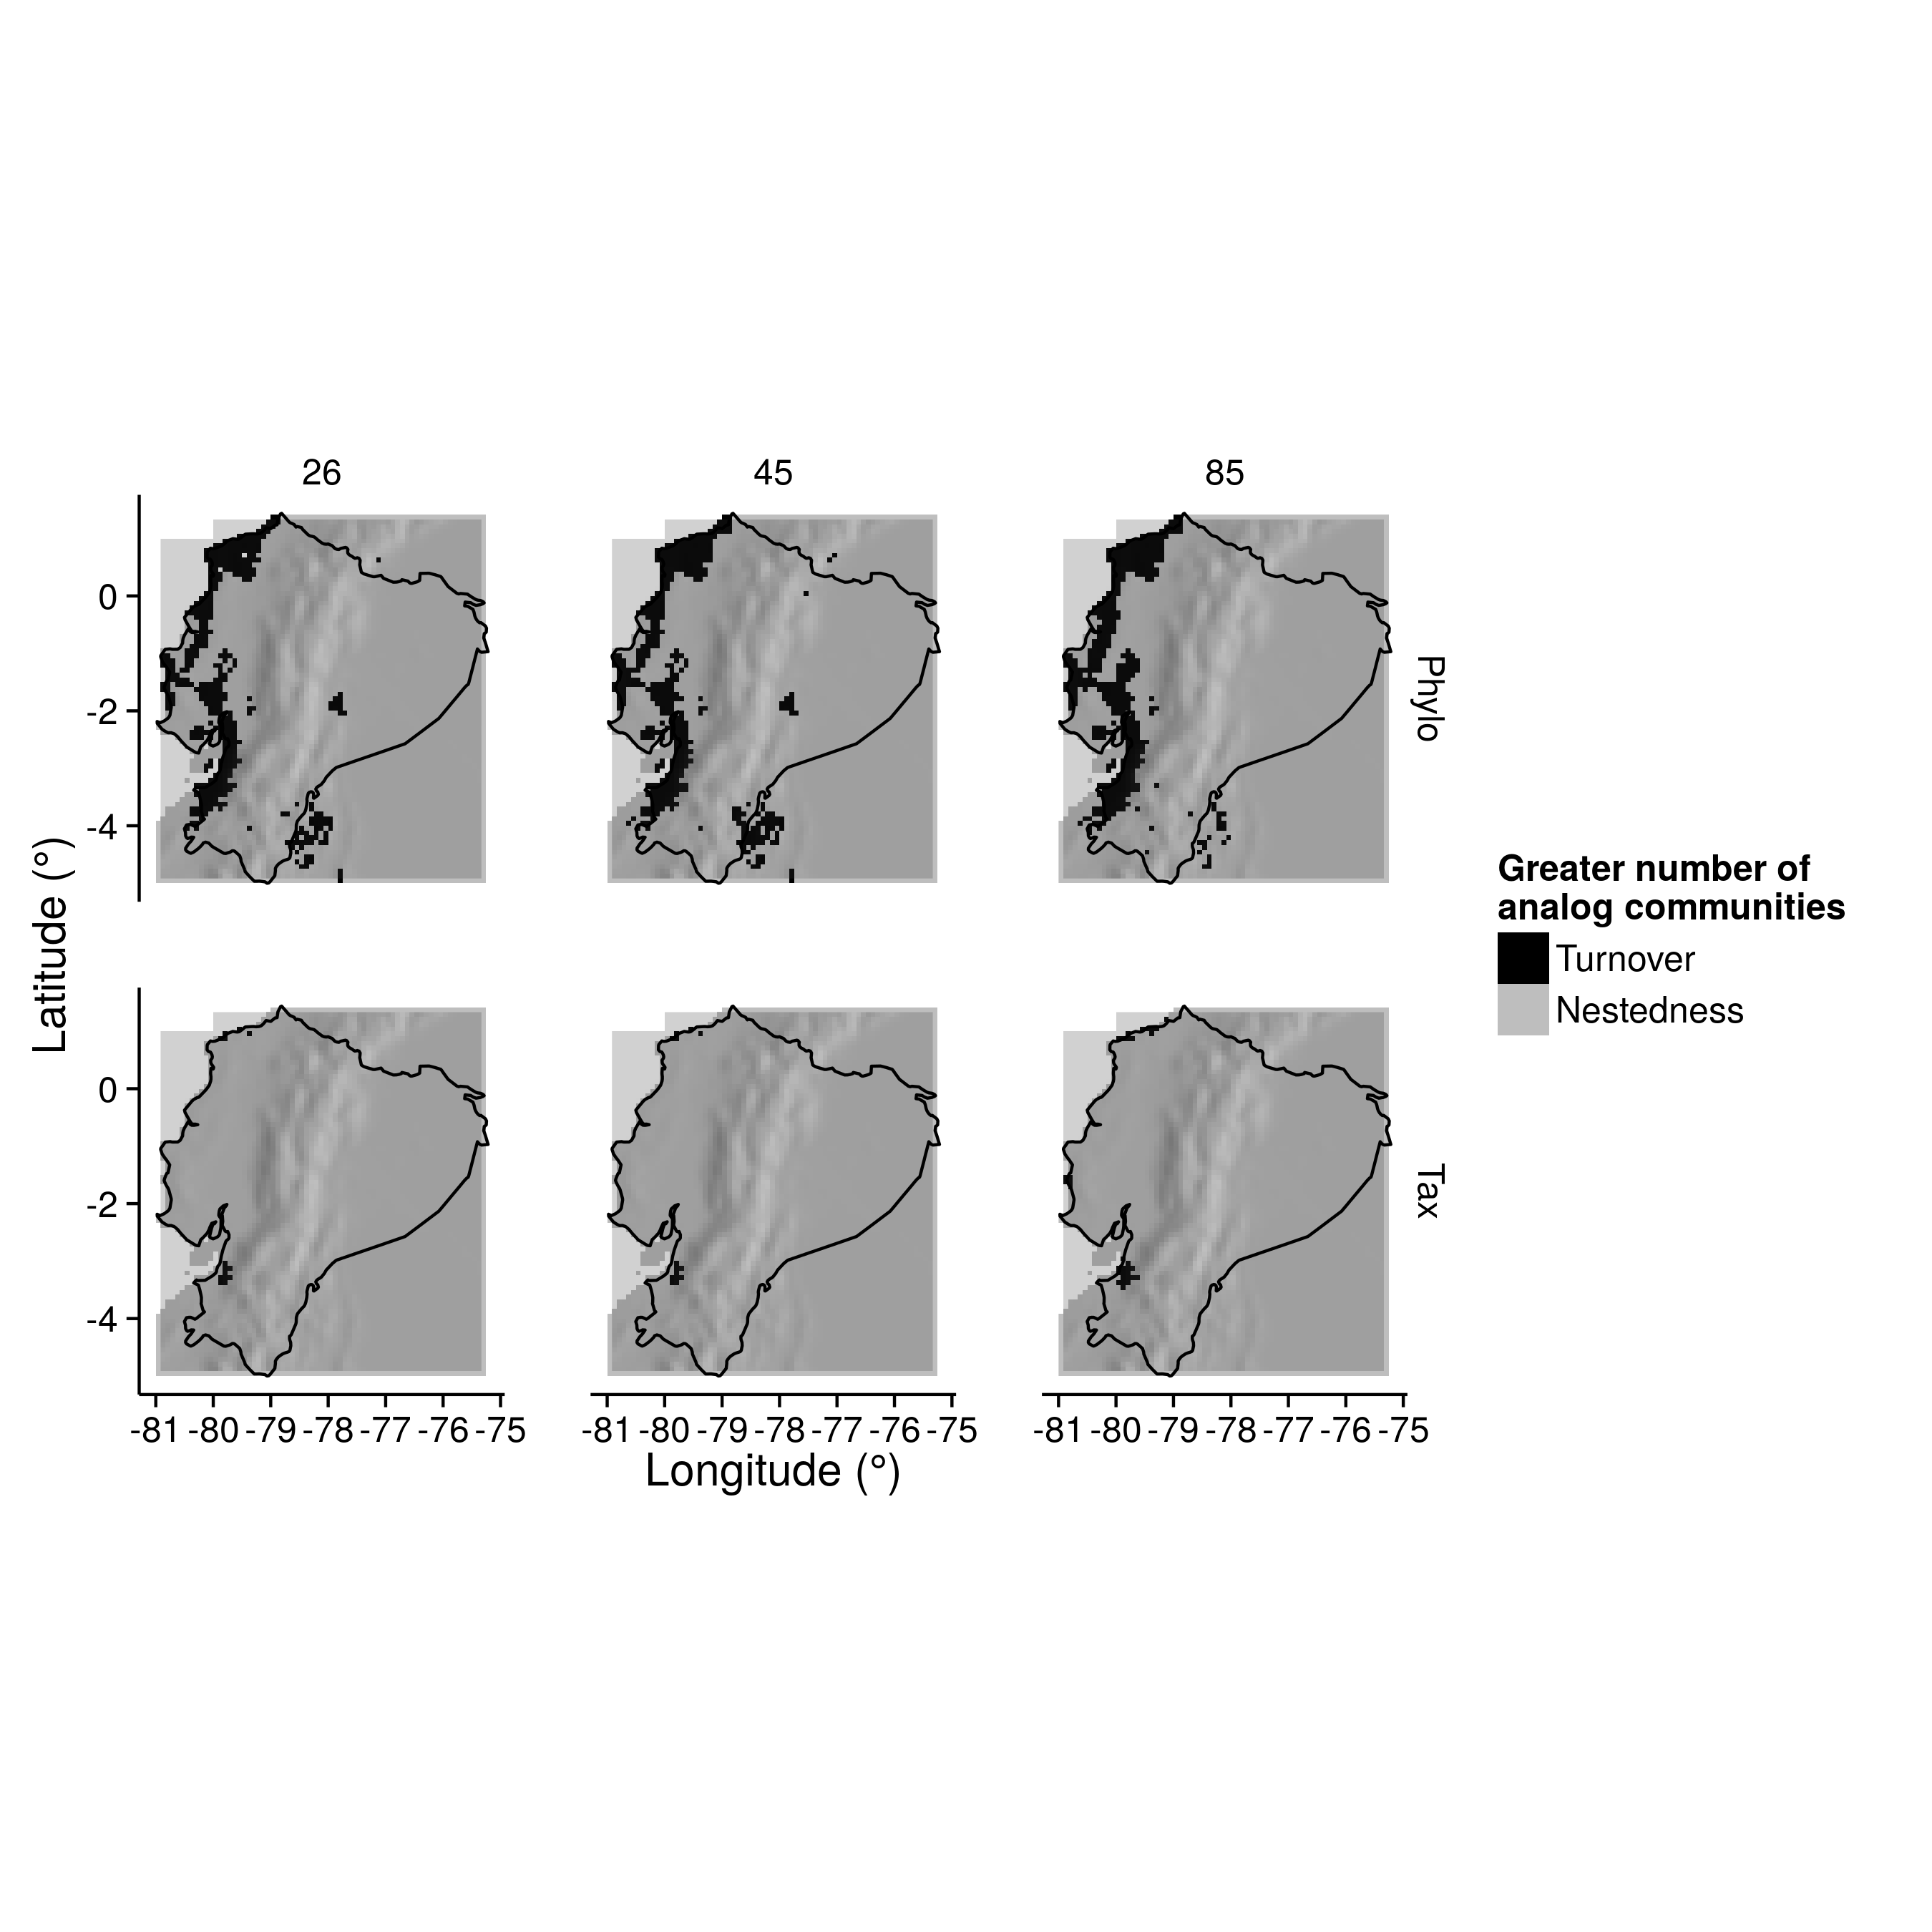 26 45 85
0
-2
-4
Phylo
Latitude (°)
Greater number of
analog communities
Turnover
Nestedness
0
-2
-4
Tax
-81 -80 -79 -78 -77 -76 -75 -81 -80 -79 -78 -77 -76 -75 -81 -80 -79 -78 -77 -76 -75
Longitude (°)